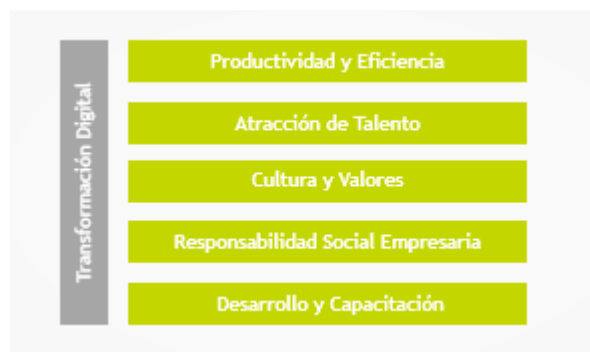 Transformación Digital
Productividad y Eficiencia
Atracción de Talento
Cultura y Valores
Responsabilidad Social Empresaria
Desarrollo y Capacitación